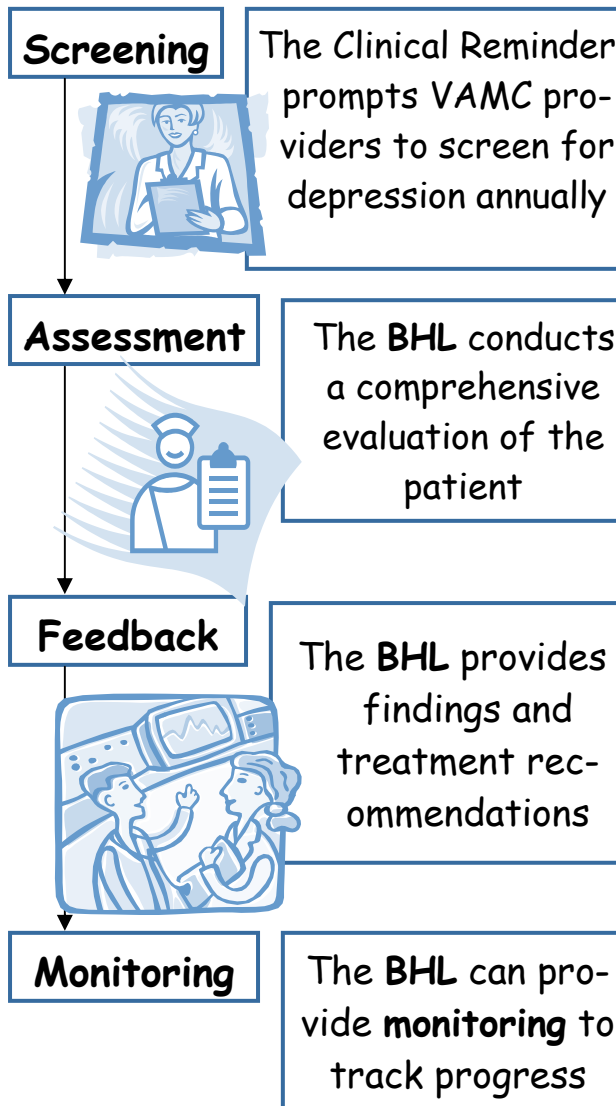 Screening
The Clinical Reminder
prompts VAMC pro-
viders to screen for
depression annually
Assessment
The BHL conducts
a comprehensive
evaluation of the
patient
Feedback
The BHL provides
findings and
treatment rec-
ommendations
Monitoring
The BHL can pro-
vide monitoring to
track progress